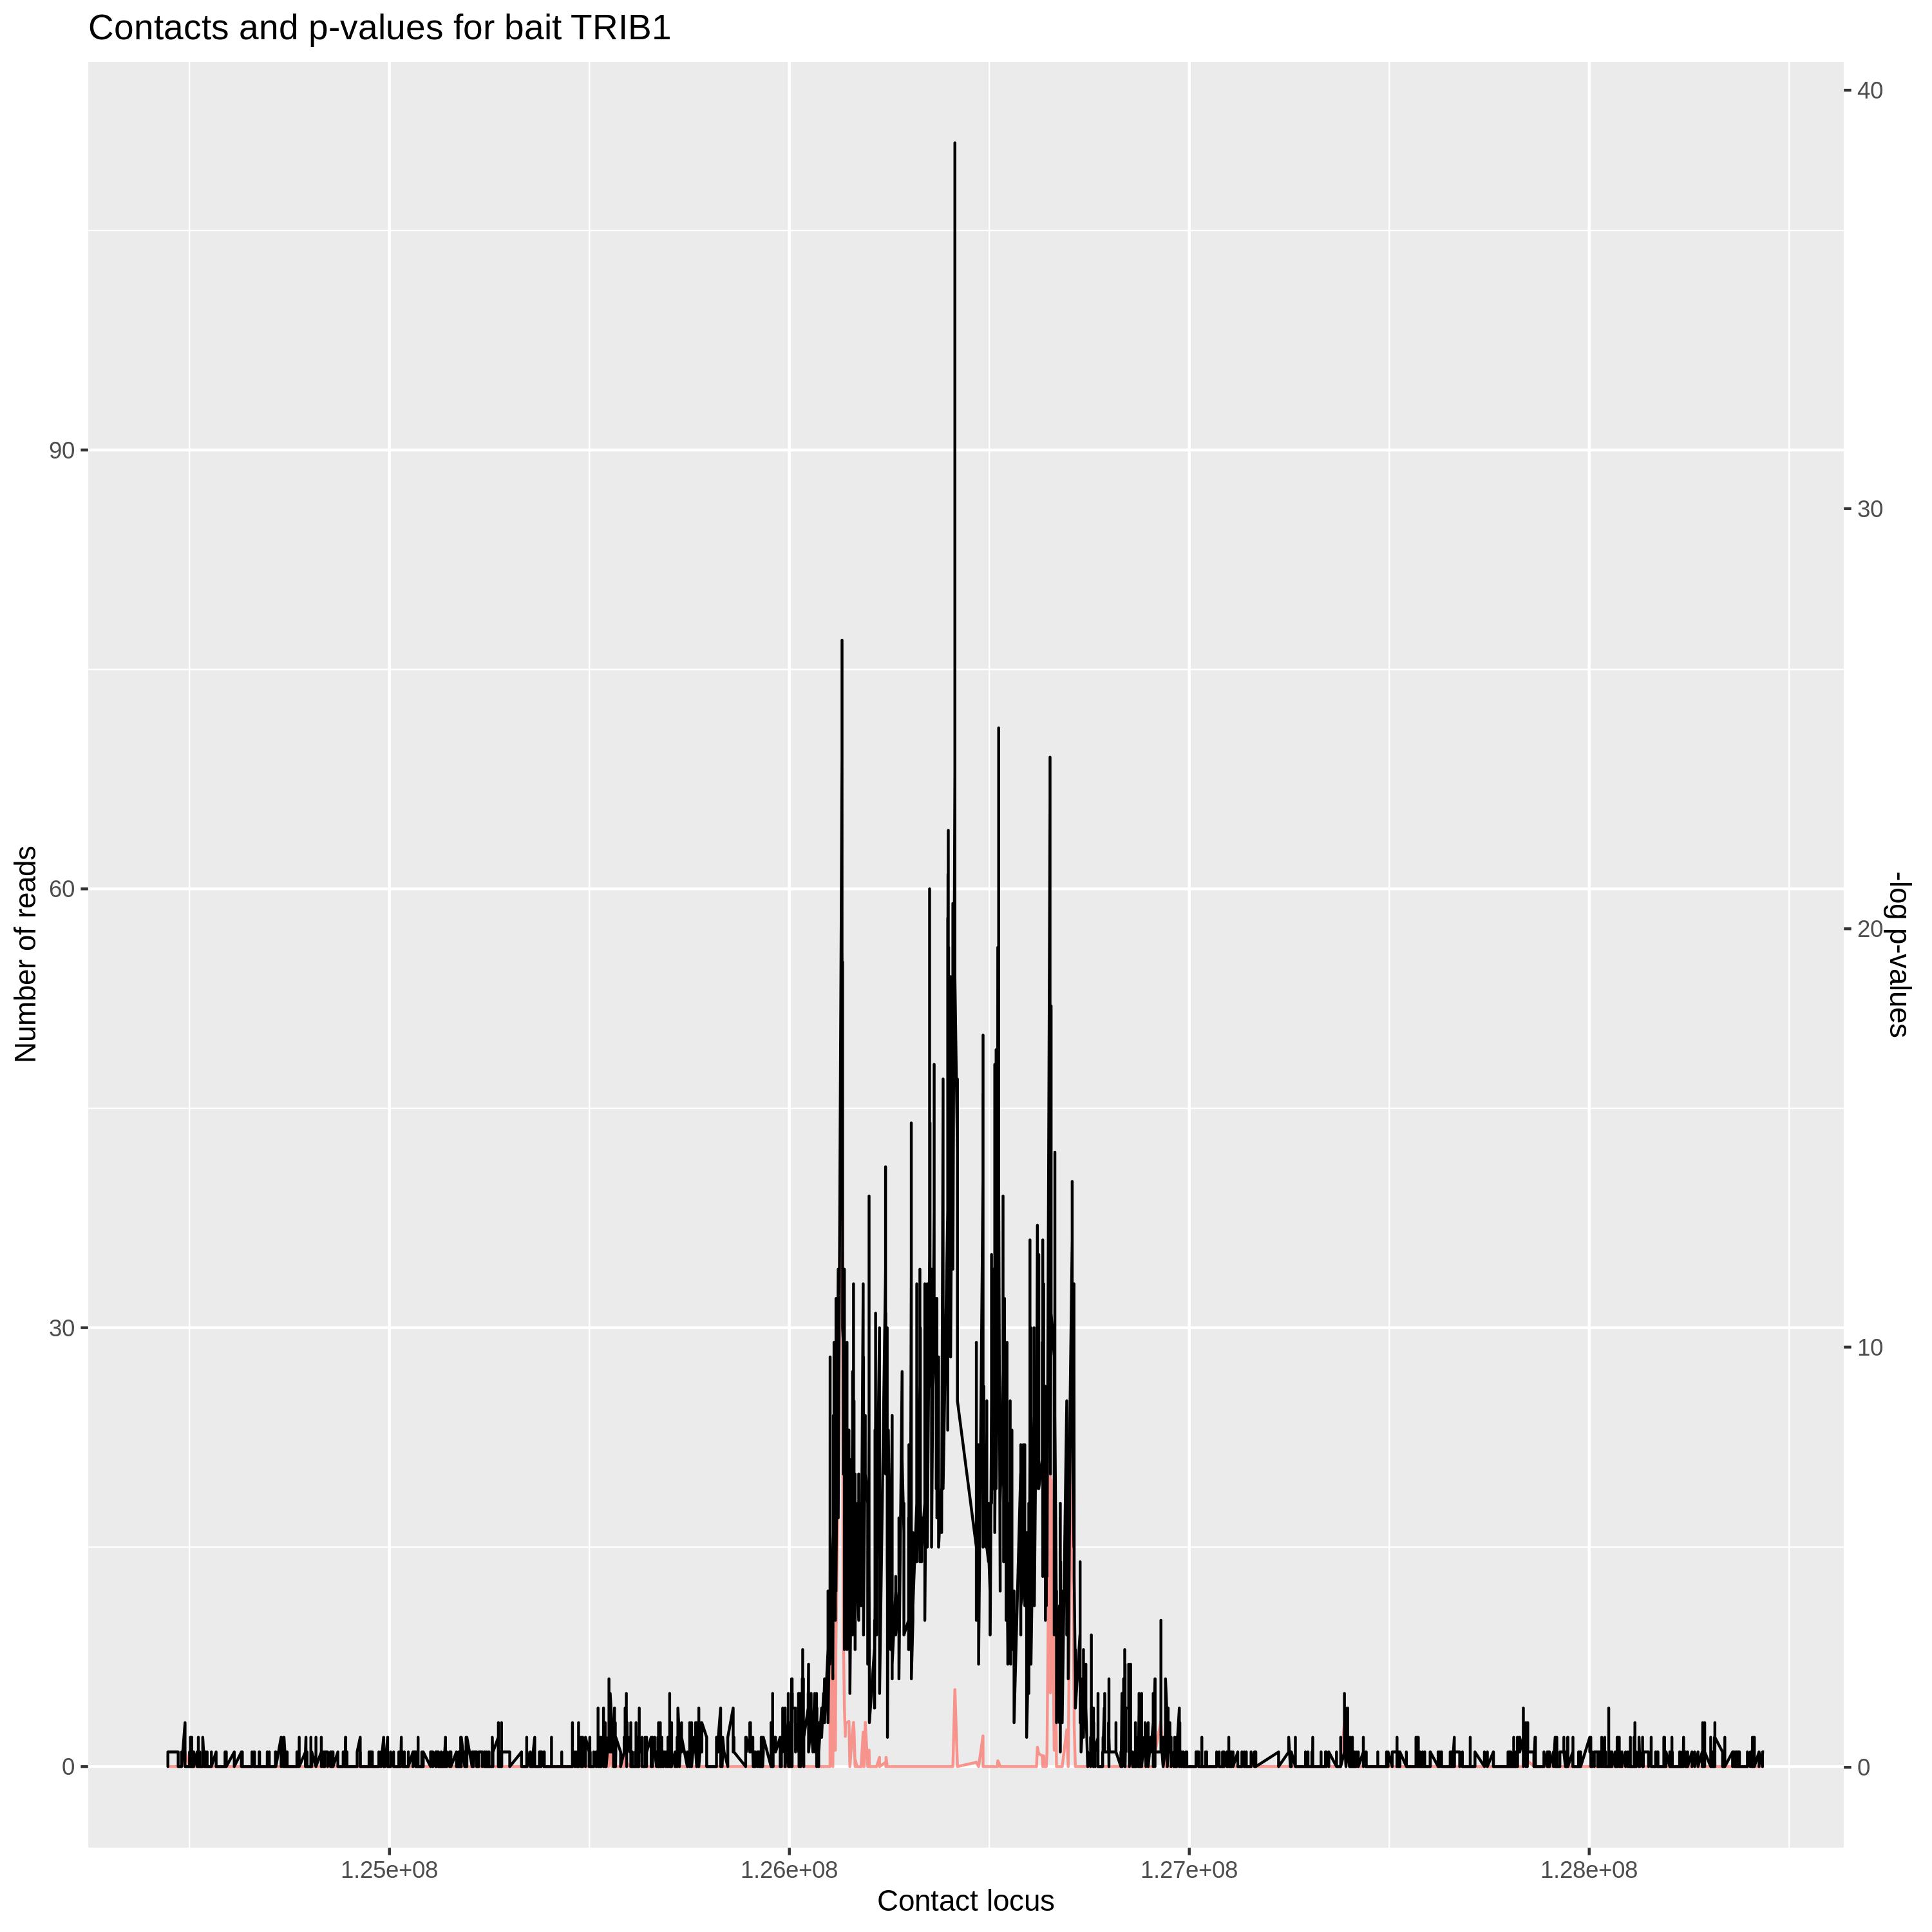 Contacts and p-values for bait TRIB1
Number of reads
90
60
30
0
40
30
20
10
0
-log p-values
1.25e+08
1.26e+08
1.27e+08
1.28e+08
Contact locus